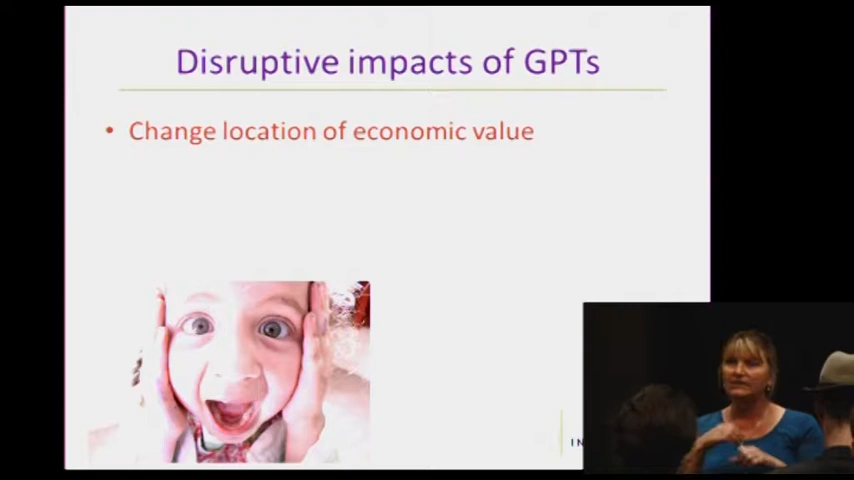 Disruptive impacts of GPTs
• Change location of economic value